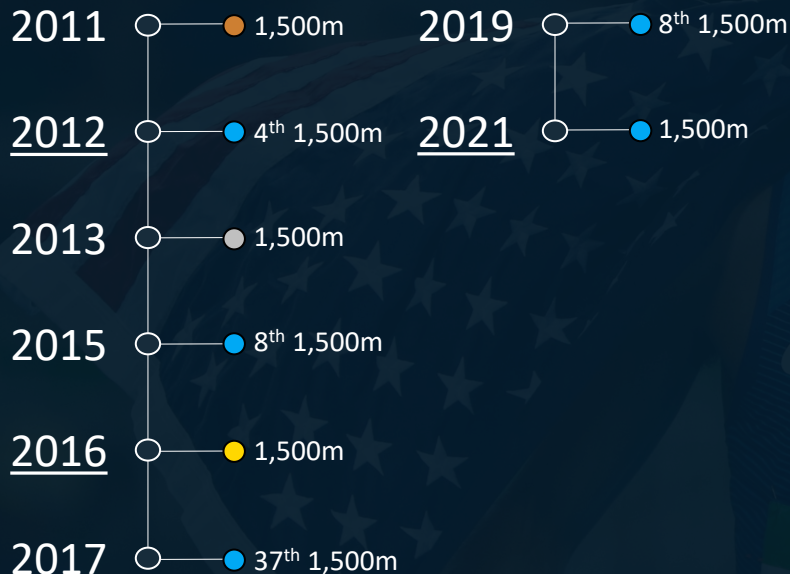 2011 1,500m
2012 4th 1,500m
2013 1,500m
2015 8th 1,500m
2016 1,500m
2017 37th 1,500m
2019 8th 1,500m
2021 1,500m